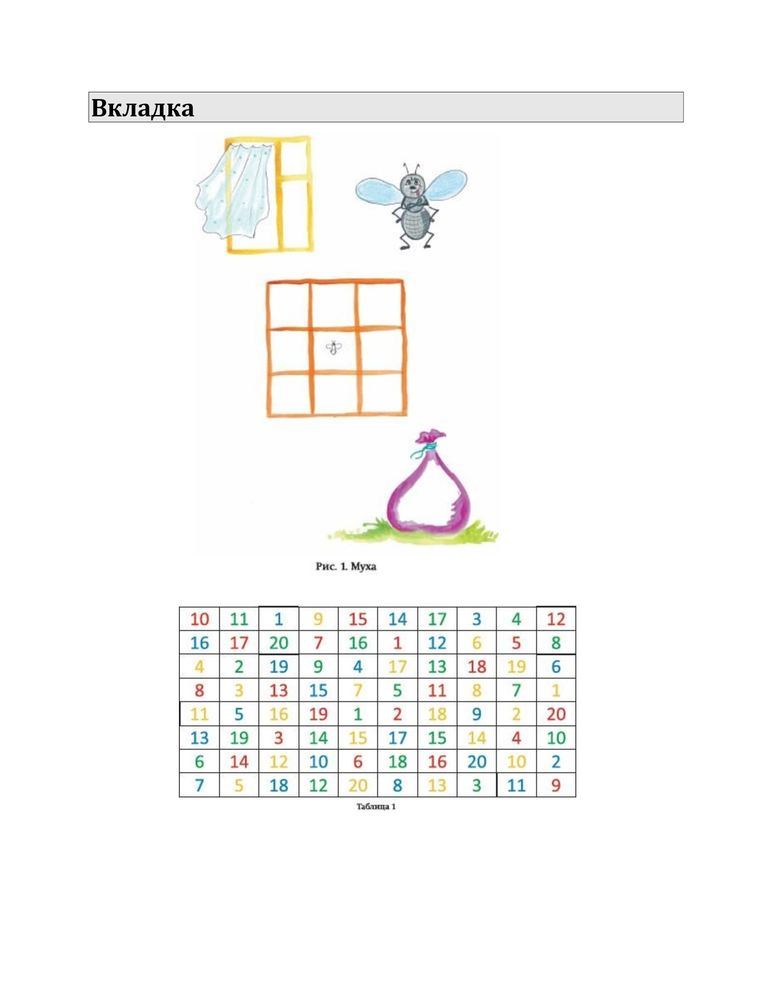 Вкладка
Рис. 1. Муха
10 11 1 9 15 14 17 3 4 12
16 17 20 7 16 1 12 6 5 8
4 2 19 9 4 17 13 18 19 6
8 3 13 15 7 5 11 8 7 1
11 5 16 19 1 2 18 9 2 20
13 19 3 14 15 17 15 14 4 10
6 14 12 10 6 18 16 20 10 2
7 5 18 12 20 8 13 3 11 9
Таблица 1